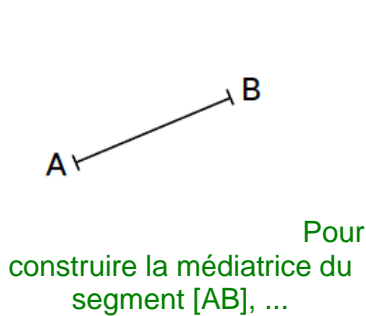 B
A
Pour
construire la médiatrice du
segment [AB], ...